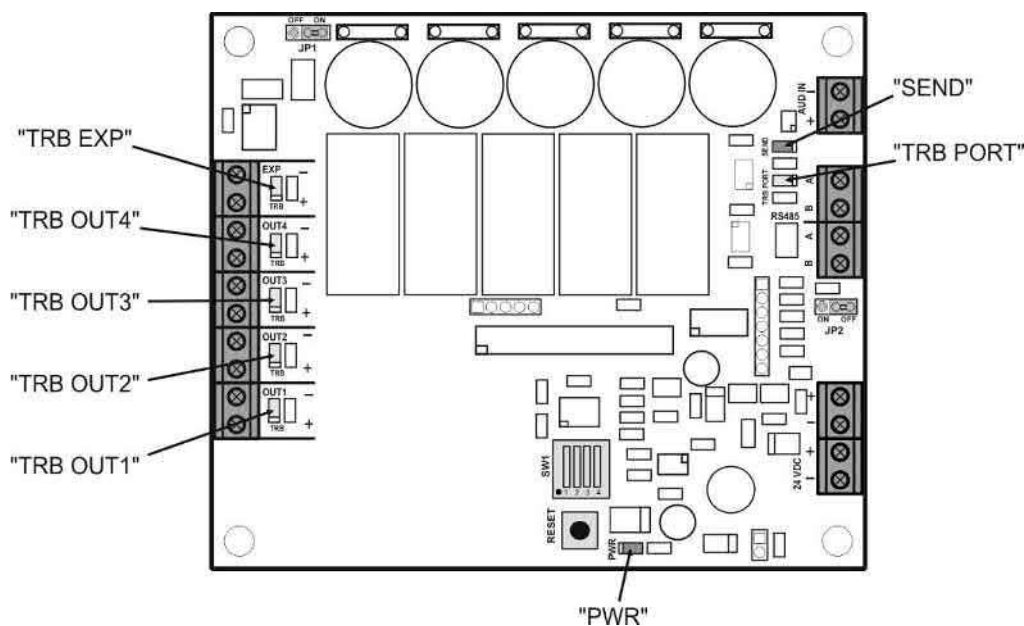 OFF ON
JP1
AUD IN
−
+
"SEND"
SEND
"TRB PORT"
TRB PORT
A
B
RS485
A
B
ON OFF
JP2
"TRB EXP"
EXP
−
TRB
+
"TRB OUT4"
OUT4
−
TRB
+
"TRB OUT3"
OUT3
−
TRB
+
"TRB OUT2"
OUT2
−
TRB
+
"TRB OUT1"
OUT1
−
TRB
+
+
−
+
−
24 VDC
SW1
1 2 3 4
RESET
PWR
"PWR"